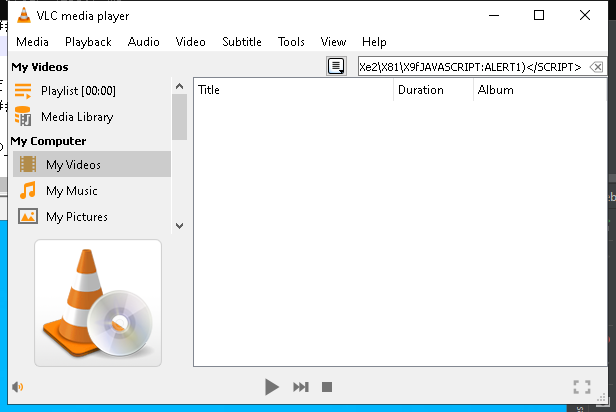 VLC media player
Media Playback Audio Video Subtitle Tools View Help
My Videos
Xe2\X81\X9fJAVASCRIPT:ALERT1)</SCRIPT>
Playlist [00:00]
Media Library
My Computer
My Videos
My Music
My Pictures
Title Duration Album